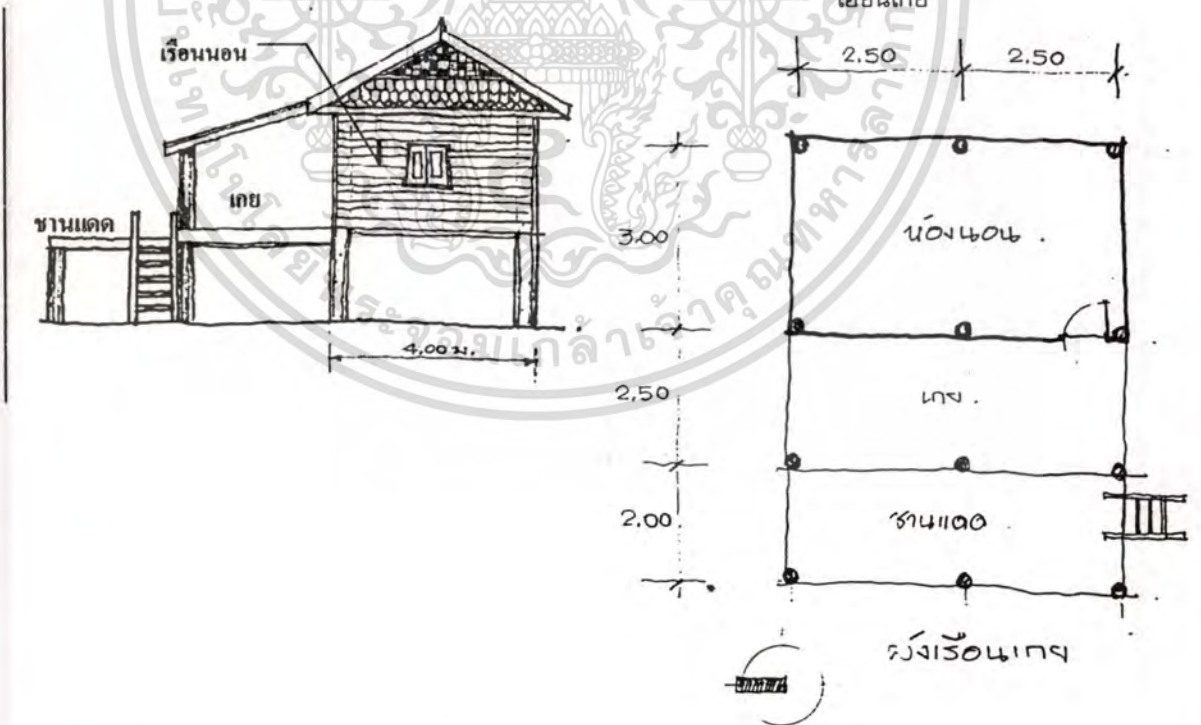 เรือนนอน
เกย
ชานแดด
4.00 ม.
2.50 2.50
3.00
2.50
2.00
ห้องนอน
เกย
ชานแดด
ผังเรือนเกย